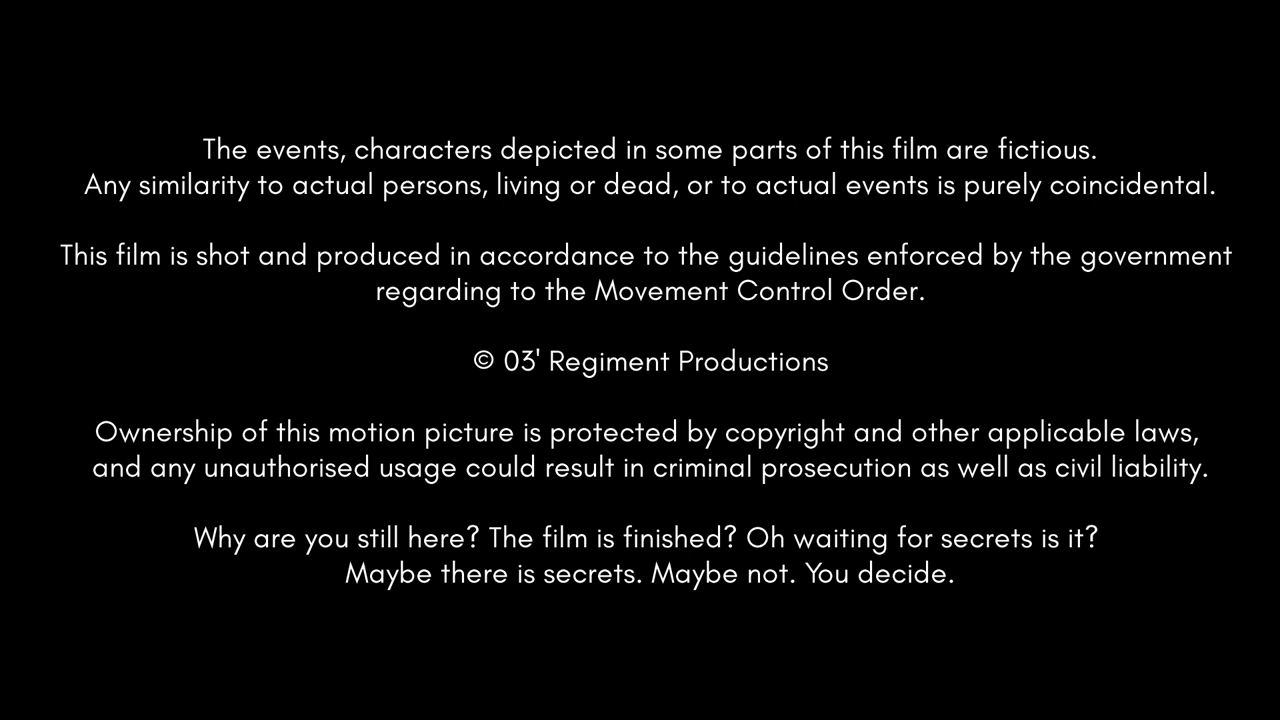 The events, characters depicted in some parts of this film are fictious.
Any similarity to actual persons, living or dead, or to actual events is purely coincidental.
This film is shot and produced in accordance to the guidelines enforced by the government
regarding to the Movement Control Order.
© 03' Regiment Productions
Ownership of this motion picture is protected by copyright and other applicable laws,
and any unauthorised usage could result in criminal prosecution as well as civil liability.
Why are you still here? The film is finished? Oh waiting for secrets is it?
Maybe there is secrets. Maybe not. You decide.